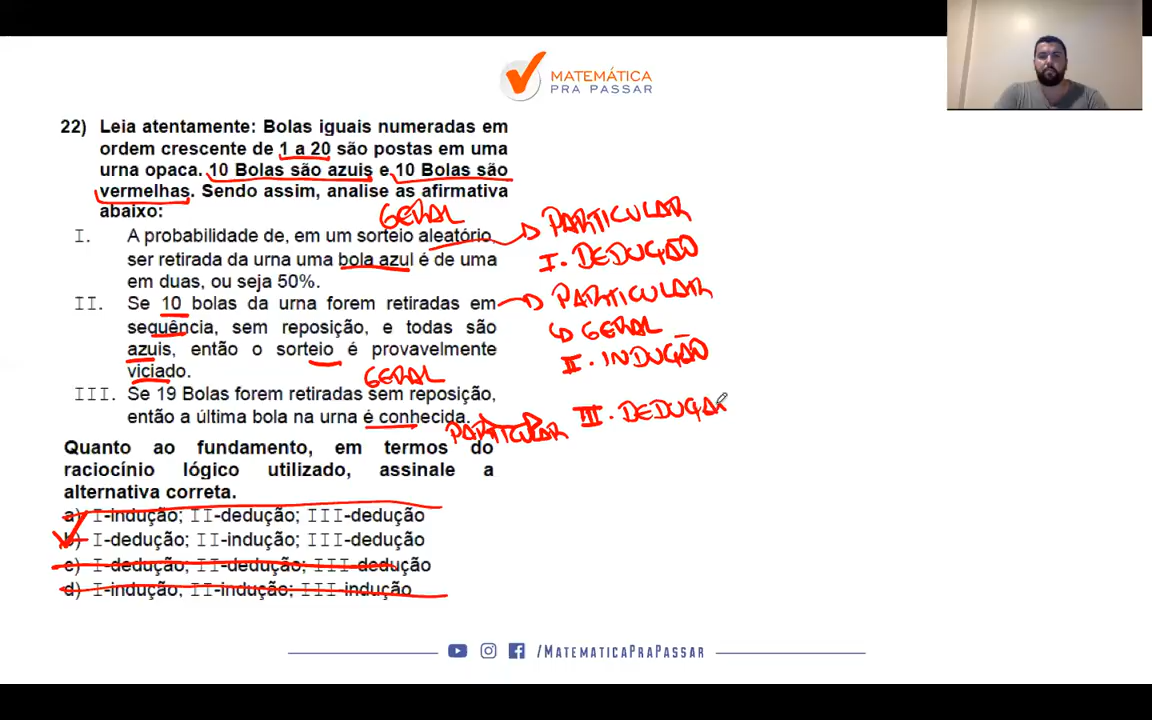 MATEMÁTICA
PRA PASSAR
22) Leia atentamente: Bolas iguais numeradas em
ordem crescente de 1 a 20 são postas em uma
urna opaca. 10 Bolas são azuis e 10 Bolas são
vermelhas. Sendo assim, analise as afirmativa
abaixo:
GERAL
I. A probabilidade de, em um sorteio aleatório,
ser retirada da urna uma bola azul é de uma
em duas, ou seja 50%.
PARTICULAR
I. DEDUÇÃO
II. Se 10 bolas da urna forem retiradas em
sequência, sem reposição, e todas são
azuis, então o sorteio é provavelmente
viciado.
PARTICULAR
GERAL
II. INDUÇÃO
GERAL
III. Se 19 Bolas forem retiradas sem reposição,
então a última bola na urna é conhecida.
PARTICULAR
III. DEDUÇÃ
Quanto ao fundamento, em termos do
raciocínio lógico utilizado, assinale a
alternativa correta.
a) I-indução; II-dedução; III-dedução
b) I-dedução; II-indução; III-dedução
c) I-dedução; II-dedução; III-dedução
d) I-indução; II-indução; III-indução
/MATEMATICAPRAPASSAR